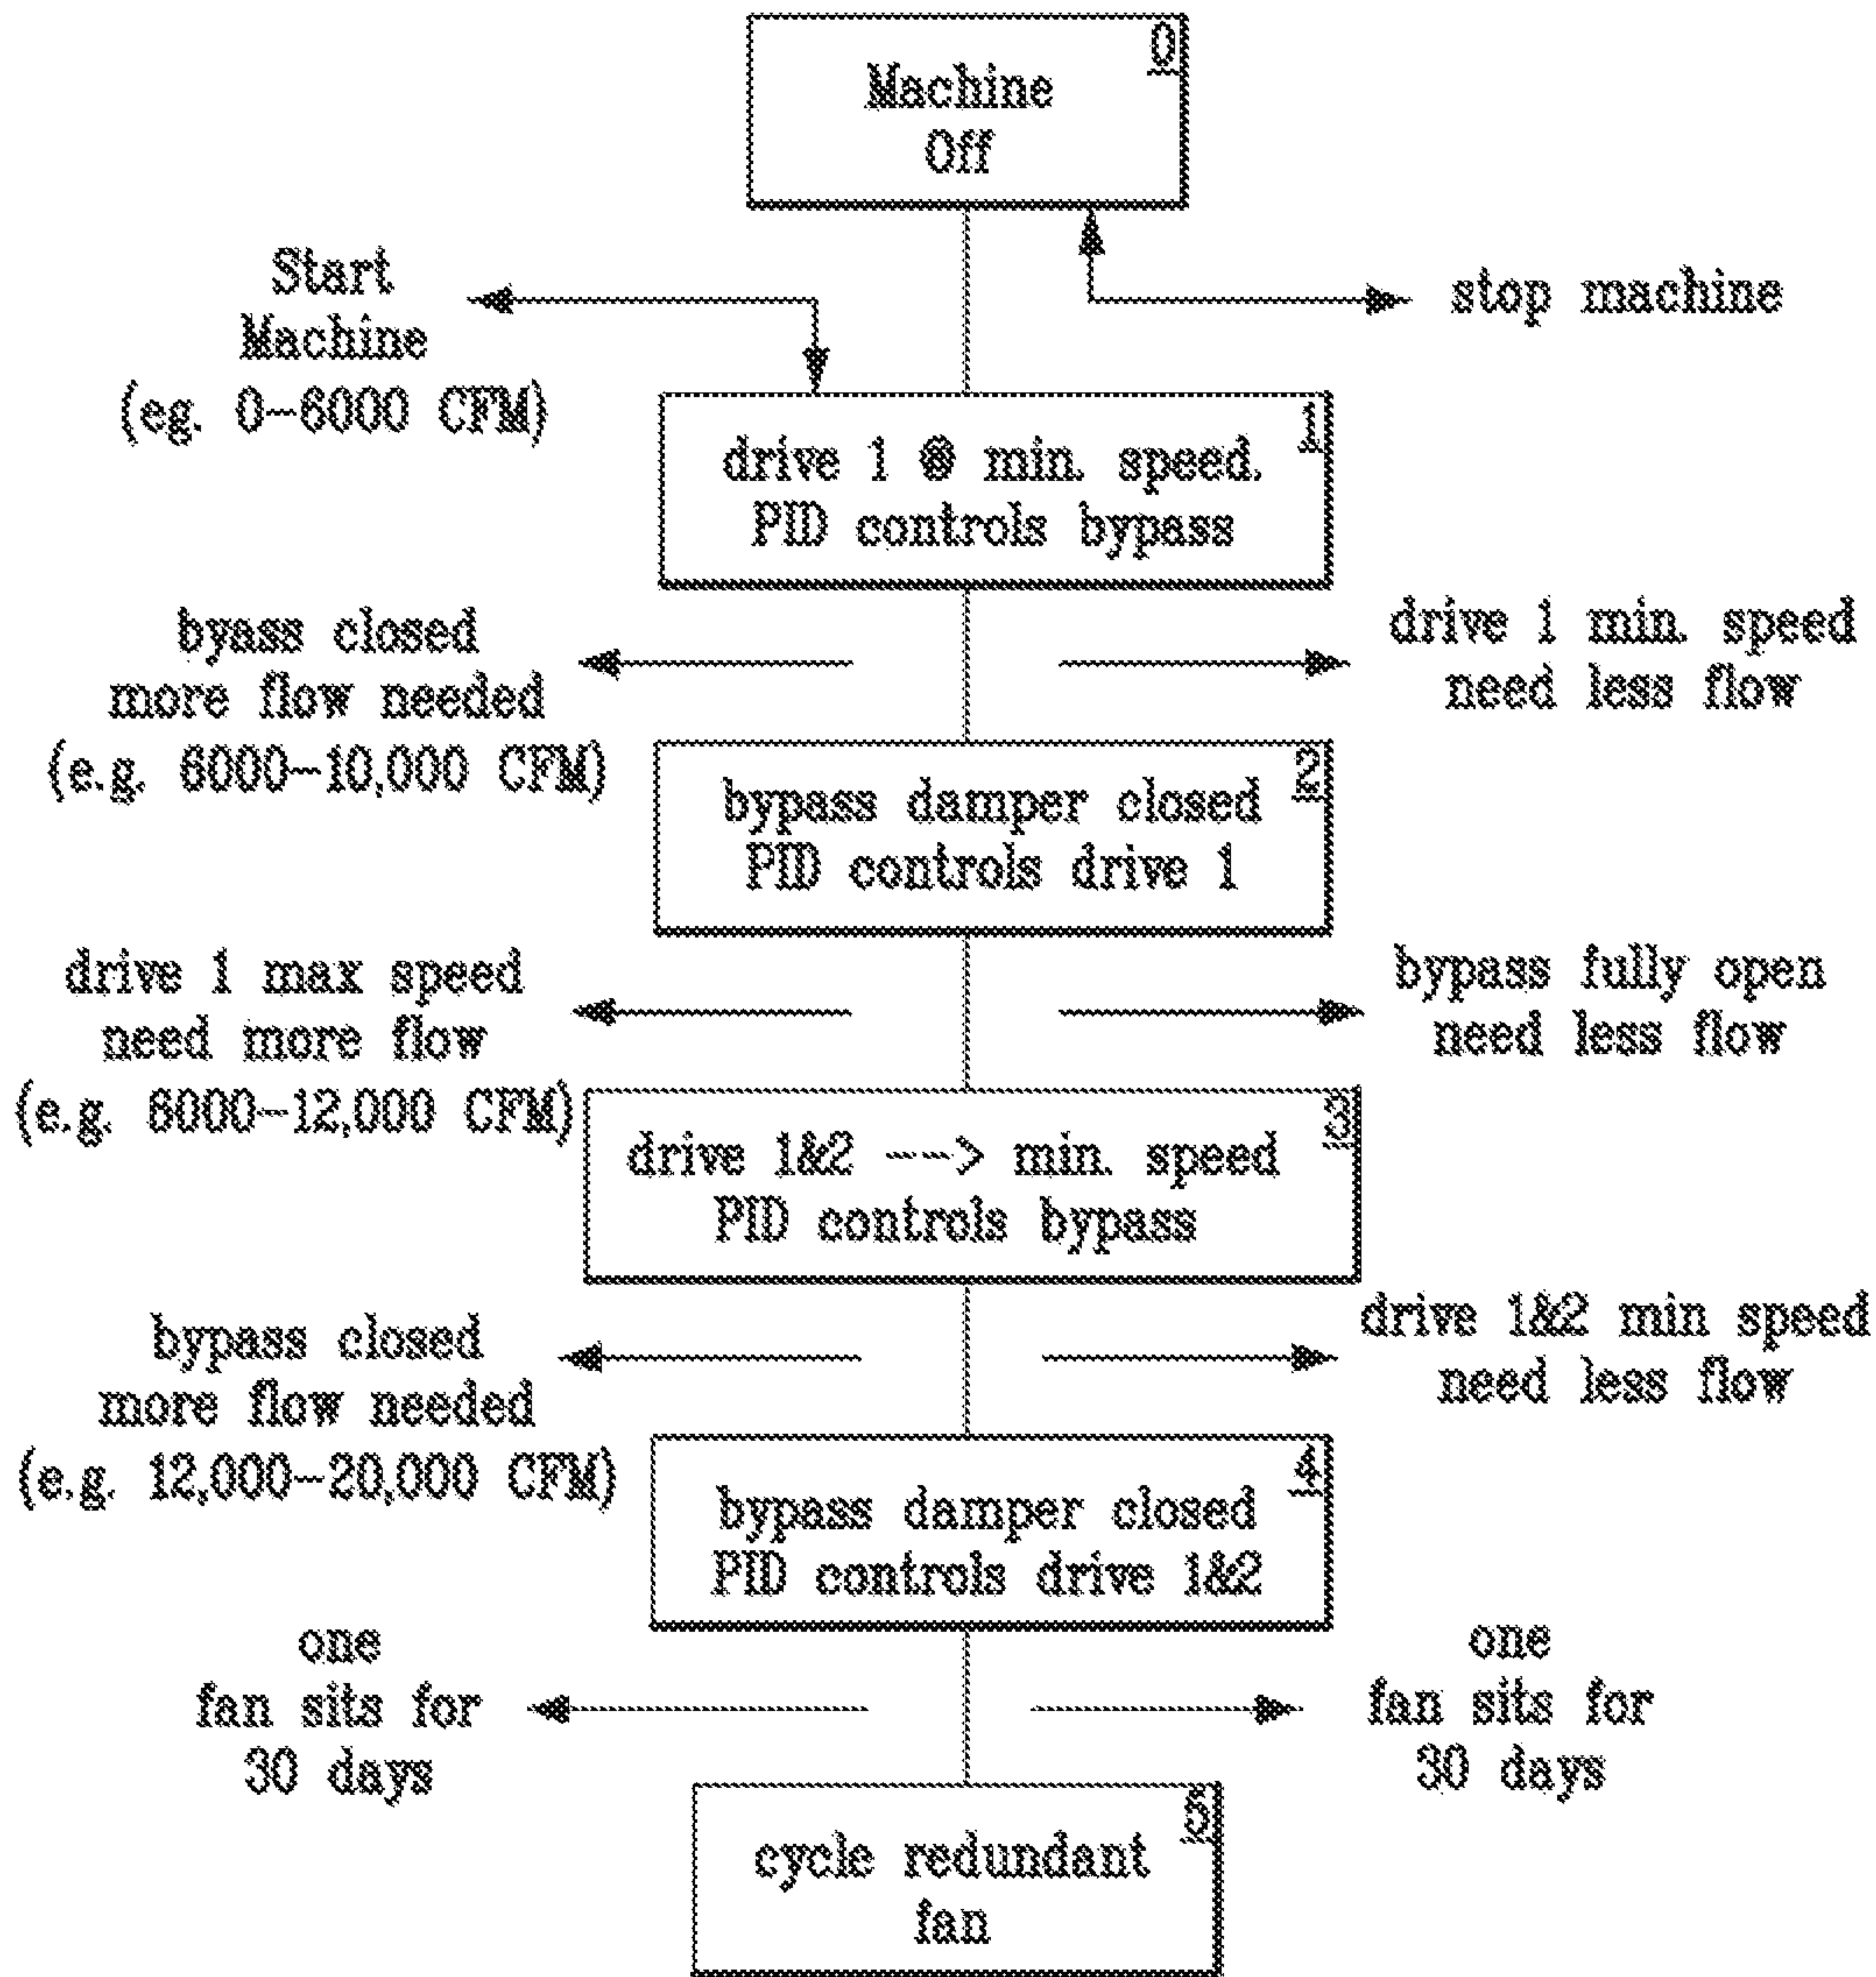 0
Machine
Off
Start
Machine
(eg. 0-6000 CFM)
stop machine
1
drive 1 @ min. speed.
PID controls bypass
byass closed
more flow needed
(e.g. 6000-10,000 CFM)
drive 1 min. speed
need less flow
2
bypass damper closed
PID controls drive 1
drive 1 max speed
need more flow
(e.g. 6000-12,000 CFM)
bypass fully open
need less flow
3
drive 1&2 ---> min. speed
PID controls bypass
bypass closed
more flow needed
(e.g. 12,000-20,000 CFM)
drive 1&2 min speed
need less flow
4
bypass damper closed
PID controls drive 1&2
one
fan sits for
30 days
one
fan sits for
30 days
5
cycle redundant
fan